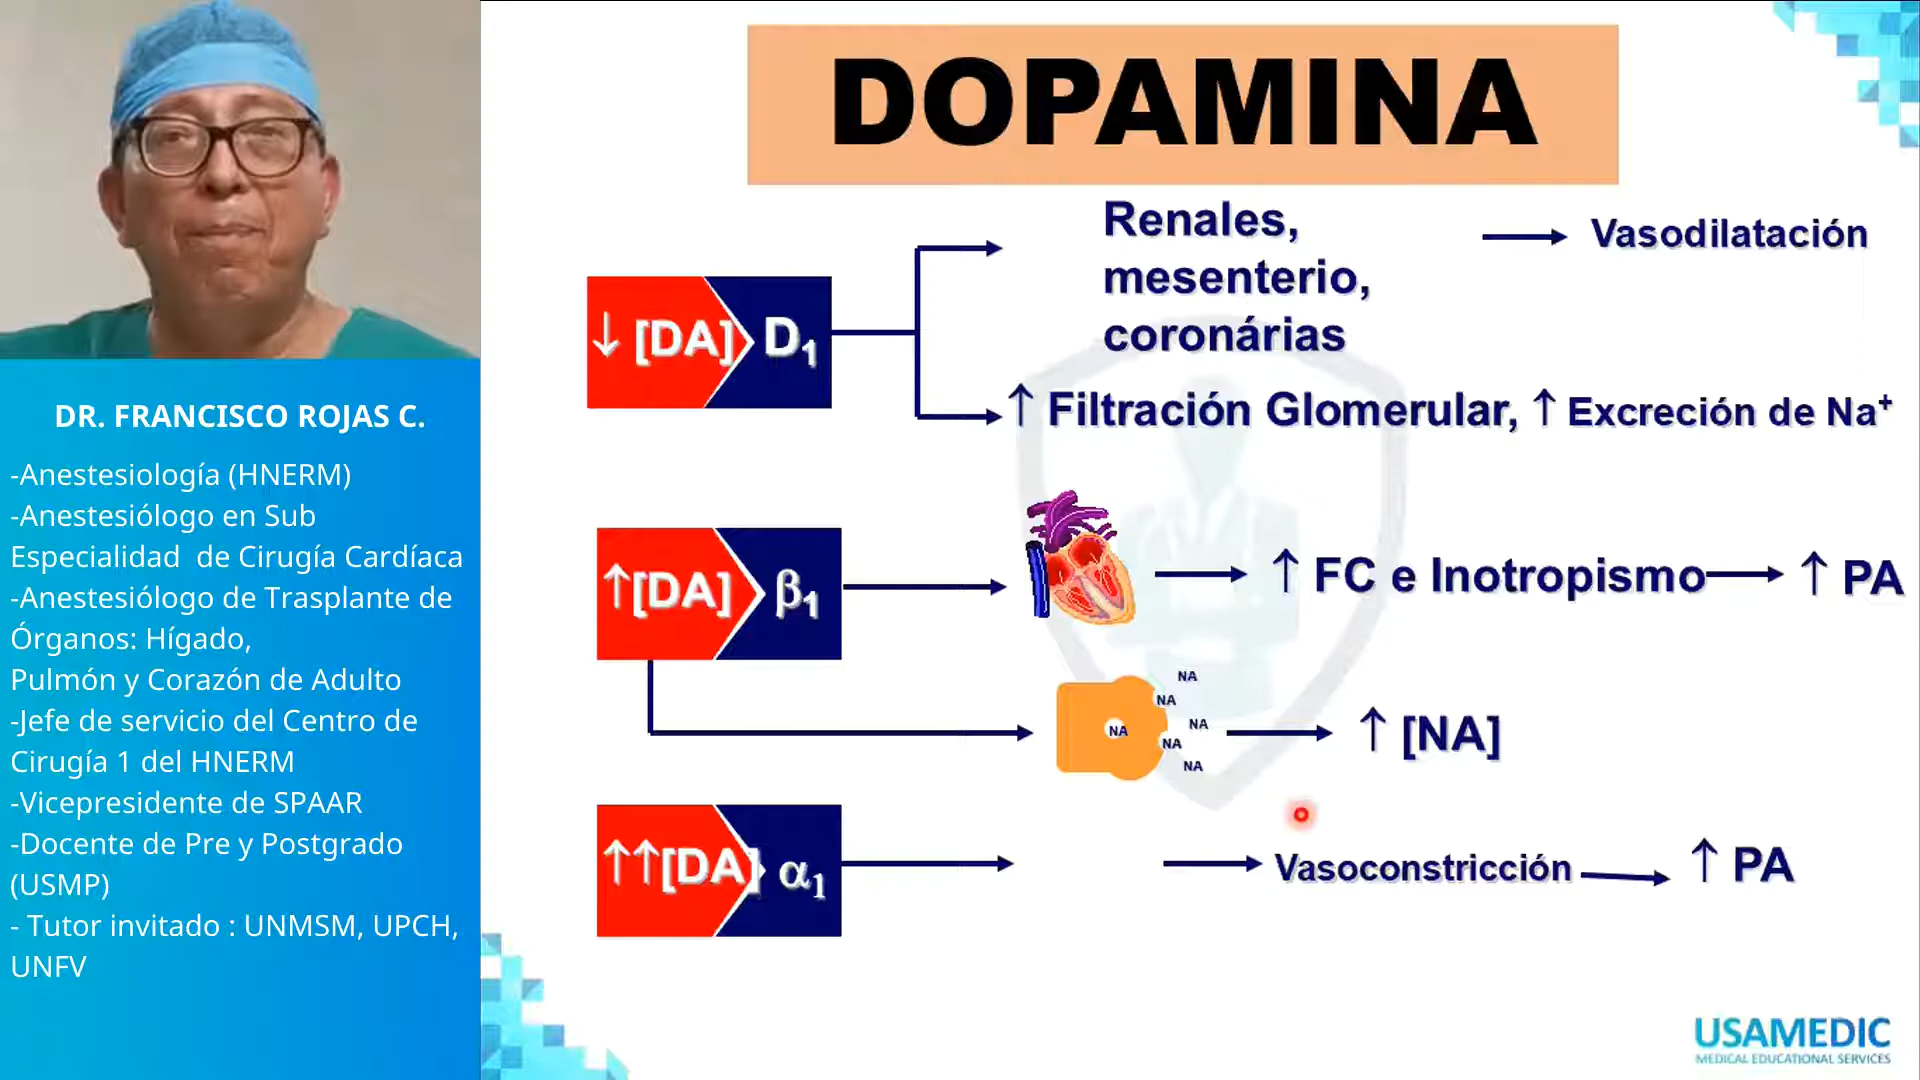 DOPAMINA
DR. FRANCISCO ROJAS C.
-Anestesiología (HNERM)
-Anestesiólogo en Sub
Especialidad  de Cirugía Cardíaca
-Anestesiólogo de Trasplante de
Órganos: Hígado,
Pulmón y Corazón de Adulto
-Jefe de servicio del Centro de
Cirugía 1 del HNERM
-Vicepresidente de SPAAR
-Docente de Pre y Postgrado
(USMP)
- Tutor invitado : UNMSM, UPCH,
UNFV
↓ [DA] D₁
Renales,
mesenterio,
coronárias
Vasodilatación
↑ Filtración Glomerular, ↑ Excreción de Na⁺
↑[DA] β₁
↑ FC e Inotropismo
↑ PA
NA
NA
NA
NA
NA
NA
↑ [NA]
↑↑[DA] α₁
Vasoconstricción
↑ PA
USAMEDIC
MEDICAL EDUCATIONAL SERVICES